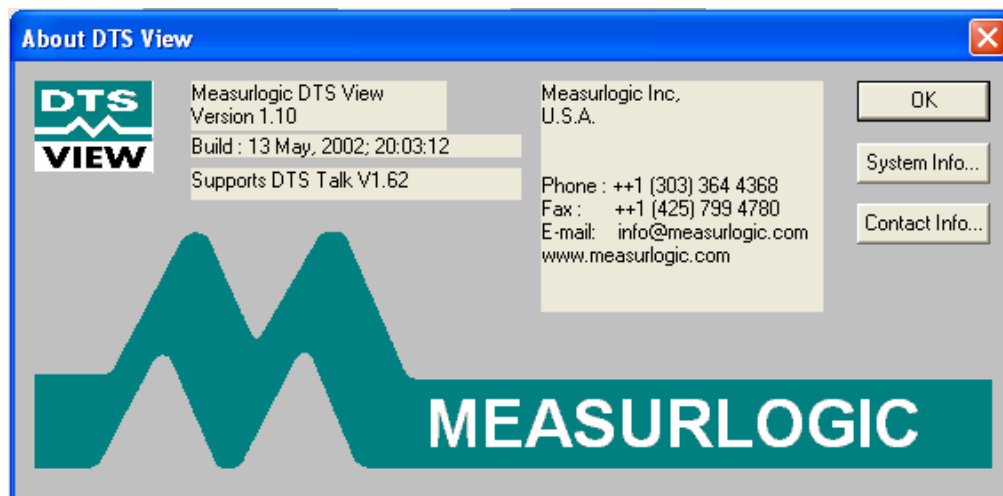 About DTS View
DTS
VIEW
Measurlogic DTS View
Version 1.10
Build : 13 May, 2002; 20:03:12
Supports DTS Talk V1.62
Measurlogic Inc,
U.S.A.
Phone : ++1 (303) 364 4368
Fax : ++1 (425) 799 4780
E-mail: info@measurlogic.com
www.measurlogic.com
OK
System Info...
Contact Info...
MEASURLOGIC